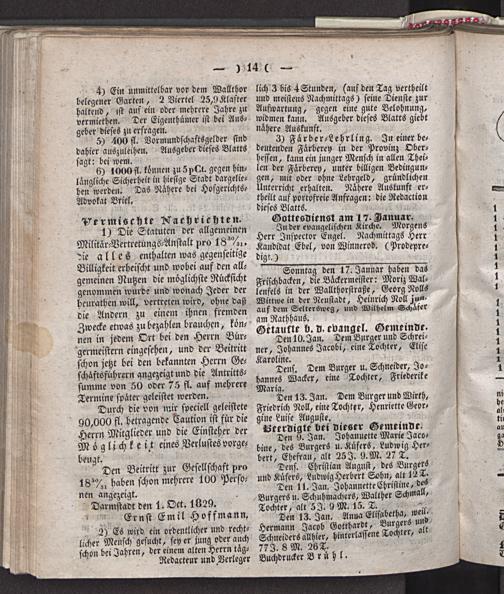 — ) 14 ( —
4) Ein unmittelbar vor dem Wallthor
belegener Garten, 2 Viertel 25,9 Klafter
haltend, ist auf ein oder mehrere Jahre zu
vermiethen. Der Eigenthümer ist bei Aus-
geber dieses zu erfragen.
5) 400 fl. Vormundschaftsgelder sind
dahier auszuleihen. Ausgeber dieses Blatts
sagt: bei wem.
6) 1000 fl. können zu 5 pCt. gegen hin-
längliche Sicherheit in hiesige Stadt dargelie-
hen werden. Das Nähere bei Hofgerichts-
Advokat Briel.
Vermischte Nachrichten.
1) Die Statuten der allgemeinen
Militär-Vertretungs-Anstalt pro 18³⁰/₃₁,
die alles enthalten was gegenseitige
Billigkeit erheischt und wobei auf den all-
gemeinen Nutzen die möglichste Rücksicht
genommen wurde und wonach Jeder der
beurathen will, vertreten wird, ohne daß
die Andern zu einem ihnen fremden
Zwecke etwas zu bezahlen brauchen, kön-
nen in jedem Ort bei den Herrn Bür-
germeistern eingesehen, und der Beitritt
schon jetzt bei den bekannten Herrn Ge-
schäftsführern angezeigt und die Antritts-
summe von 50 oder 75 fl. auf mehrere
Termine später geleistet werden.
Durch die von mir speciell geleistete
90,000 fl. betragende Caution ist für die
Herrn Mitglieder und die Einsteher der
Möglichkeit eines Verlustes vorge-
beugt.
Den Beitritt zur Gesellschaft pro
18³⁰/₃₁ haben schon mehrere 100 Perso-
nen angezeigt.
Darmstadt den 1. Oct. 1829.
Ernst Emil Hoffmann.
2) Es wird ein ordentlicher und recht-
licher Mensch gesucht, sey er jung oder auch
schon bei Jahren, der einem alten Herrn täg-
lich 3 bis 4 Stunden, (auf den Tag vertheilt
und meistens Nachmittags) seine Dienste zur
Aufwartung, gegen eine gute Belohnung,
widmen kann. Ausgeber dieses Blatts giebt
nähere Auskunft.
3) Färber-Lehrling. In einer be-
deutenden Färberey in der Provinz Ober-
hessen, kann ein junger Mensch in allen Thei-
len der Färberey, unter billigen Bedingun-
gen, mit oder ohne Lehrgeld, gründlichen
Unterricht erhalten. Nähere Auskunft er-
theilt auf portofreie Anfragen: die Redaction
dieses Blatts.
Gottesdienst am 17. Januar.
In der evangelischen Kirche. Morgens
Herr Inspector Engel. Nachmittags Herr
Kandidat Ebel, von Winnerod. (Prodepre-
digt.)
Sonntag den 17. Januar haben das
Frischbacken, die Bäckermeister: Moriz Wal-
lenfels in der Wallthorstraße, Georg Nolls
Wittwe in der Neustadt, Heinrich Noll jun.
auf dem Seltersweg, und Wilhelm Schäfer
am Rathhaus.
Getaufte b. d. evangel. Gemeinde.
Den 10. Jan. Dem Burger und Schrei-
ner, Johannes Jacobi, eine Tochter, Elise
Karoline.
Dens. Dem Burger u. Schneider, Jo-
hannes Wacker, eine Tochter, Friederike
Maria.
Den 13. Jan. Dem Burger und Wirth,
Friedrich Noll, eine Tochter, Henriette Geor-
gine Luise Auguste.
Beerdigte bei dieser Gemeinde.
Den 9. Jan. Johannette Marie Jaco-
bine, des Burgers u. Küfers, Ludwig Her-
bert, Ehefrau, alt 25 J. 9 M. 27 T.
Dens. Christian August, des Burgers
und Küfers, Ludwig Herbert Sohn, alt 12 T.
Den 11. Jan. Johannette Christine, des
Burgers u. Schuhmachers, Walther Schmall,
Tochter, alt 5 J. 9 M. 15 T.
Den 13. Jan. Anna Elisabetha, weil.
Hermann Jacob Gotthardt, Burgers und
Schneiders allhier, hinterlassene Tochter, alt
77 J. 8 M. 26 T.
Redacteur und Verleger Buchdrucker Brühl.